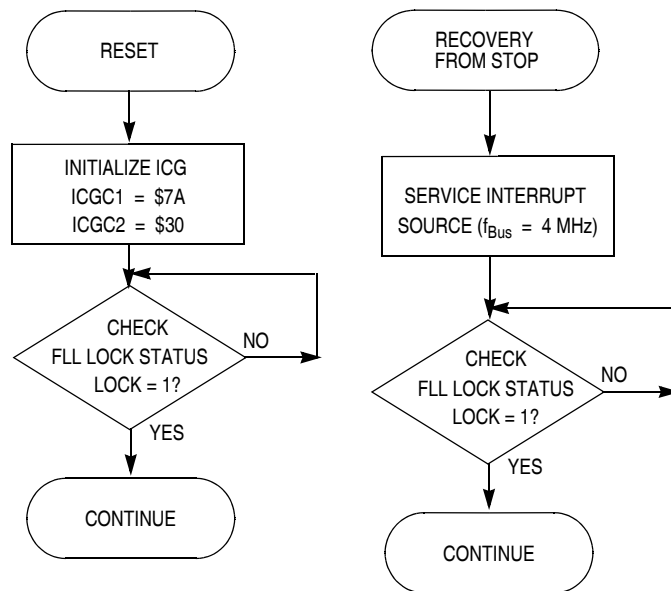 RESET
INITIALIZE ICG
ICGC1 = $7A
ICGC2 = $30
CHECK
FLL LOCK STATUS
LOCK = 1?
NO
YES
CONTINUE
RECOVERY
FROM STOP
SERVICE INTERRUPT
SOURCE (fBus = 4 MHz)
CHECK
FLL LOCK STATUS
LOCK = 1?
NO
YES
CONTINUE